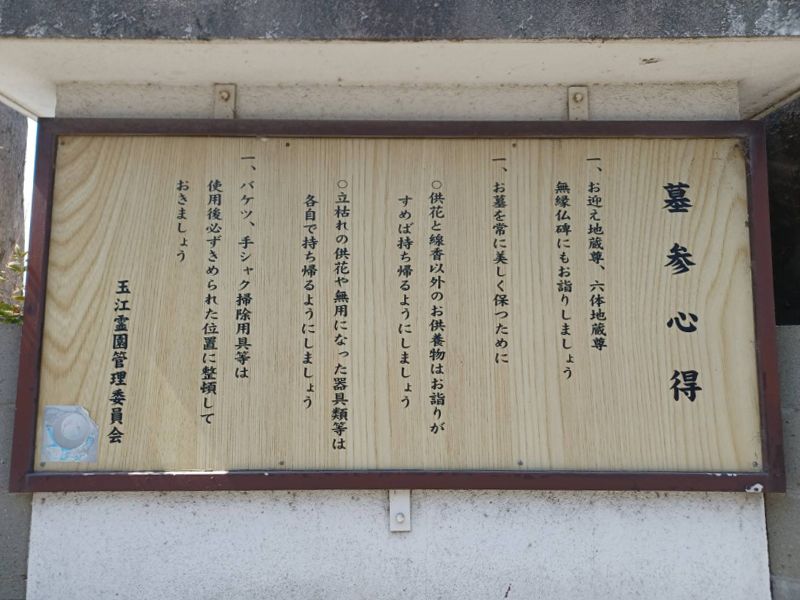 墓参心得
一、お迎え地蔵尊、六体地蔵尊
無縁仏碑にもお詣りしましょう
一、お墓を常に美しく保つために
○供花と線香以外のお供養物はお詣りが
すめば持ち帰るようにしましょう
○立枯れの供花や無用になった器具類等は
各自で持ち帰るようにしましょう
一、バケツ、手シャク掃除用具等は
使用後必ずきめられた位置に整頓して
おきましょう
玉江霊園管理委員会